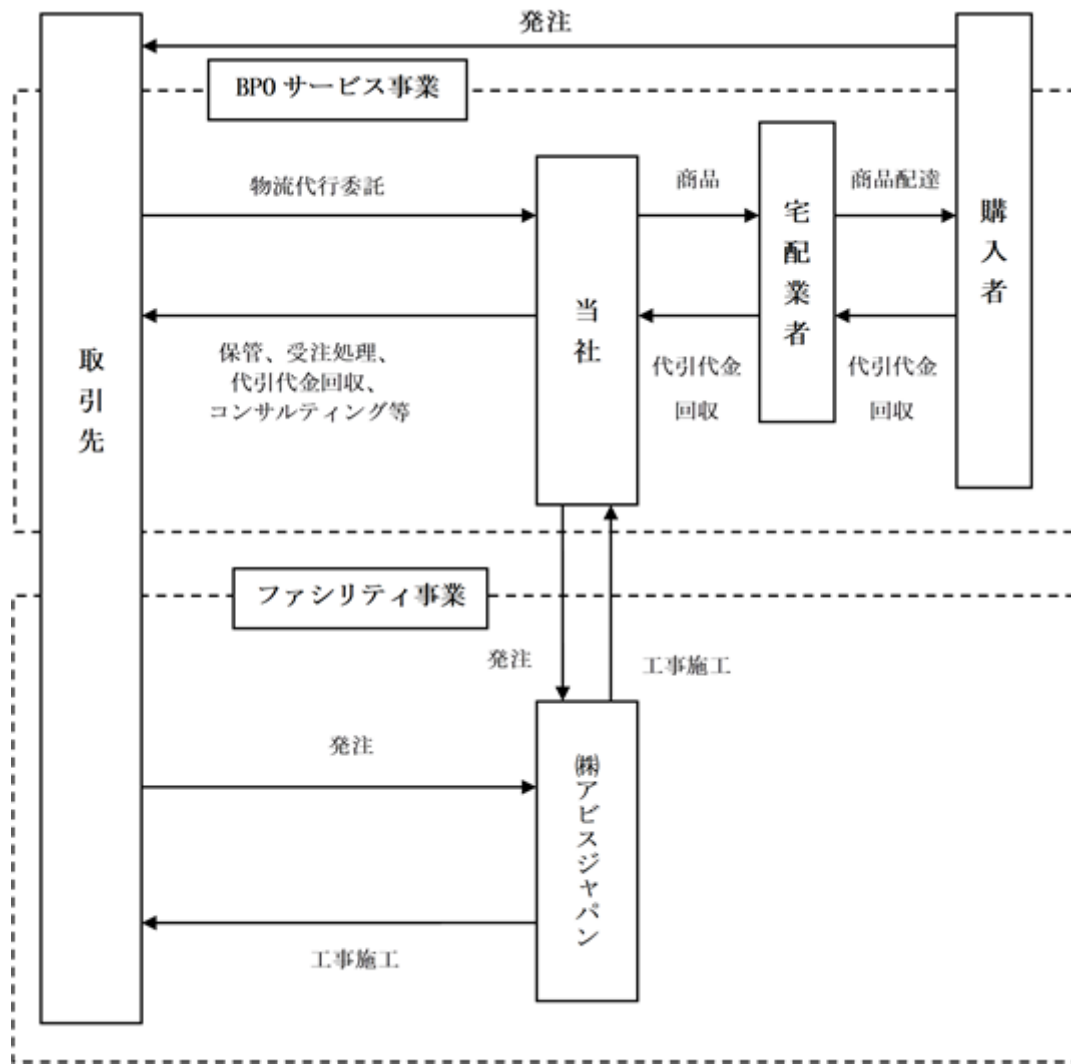 発注
BPO サービス事業
物流代行委託
商品
商品配達
宅配業者
購入者
当社
取引先
保管、受注処理、
代引代金回収、
コンサルティング等
代引代金
回収
代引代金
回収
ファシリティ事業
発注
工事施工
発注
㈱アビスジャパン
工事施工